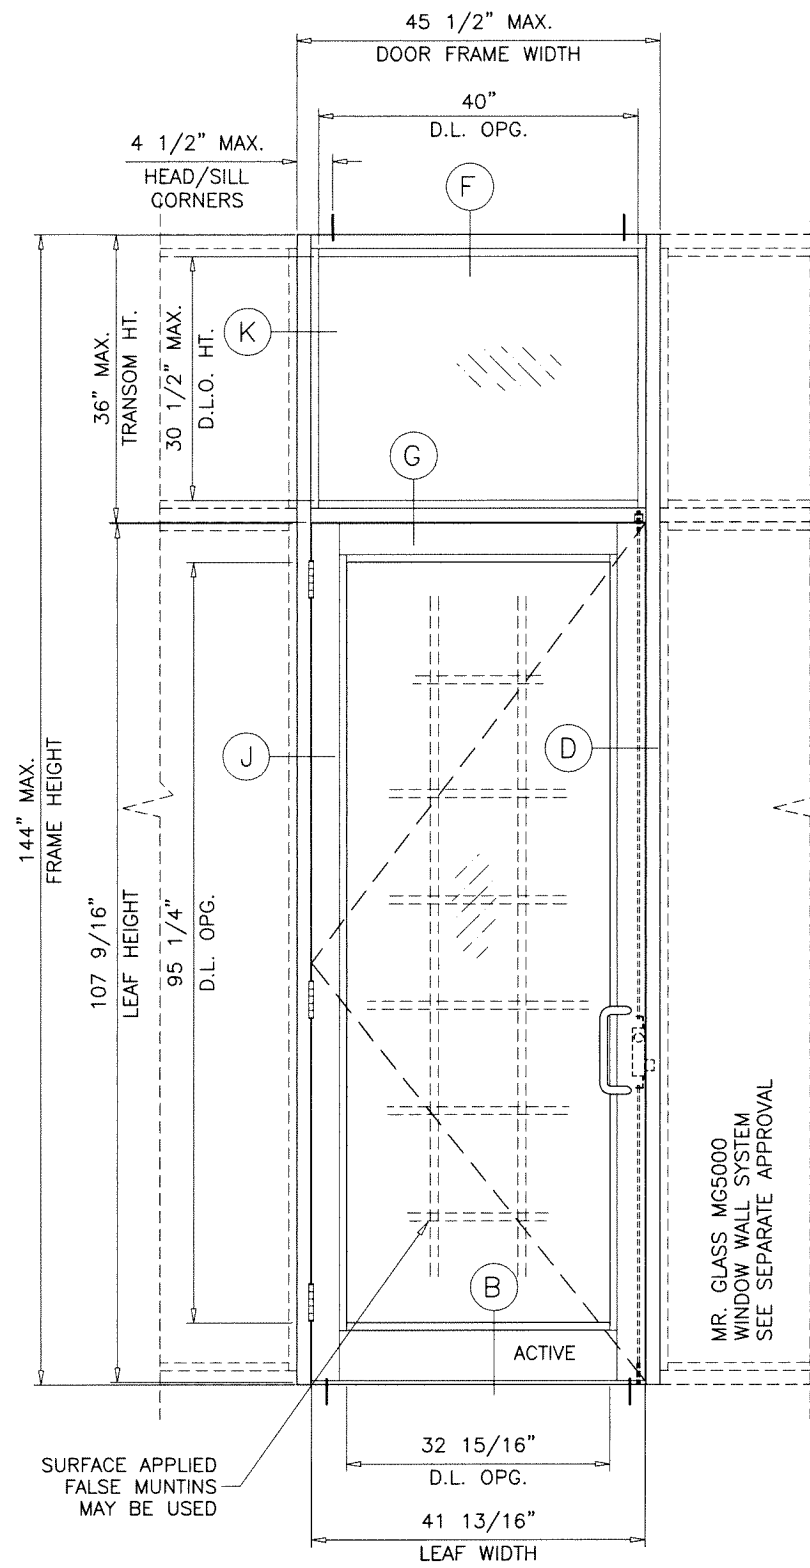 45 1/2" MAX.
DOOR FRAME WIDTH
40"
D.L. OPG.
4 1/2" MAX.
HEAD/SILL
CORNERS
F
K
36" MAX.
TRANSOM HT.
30 1/2" MAX.
D.L.O. HT.
G
J
D
144" MAX.
FRAME HEIGHT
107 9/16"
LEAF HEIGHT
95 1/4"
D.L. OPG.
MR. GLASS MG5000
WINDOW WALL SYSTEM
SEE SEPARATE APPROVAL
B
ACTIVE
SURFACE APPLIED
FALSE MUNTINS
MAY BE USED
32 15/16"
D.L. OPG.
41 13/16"
LEAF WIDTH